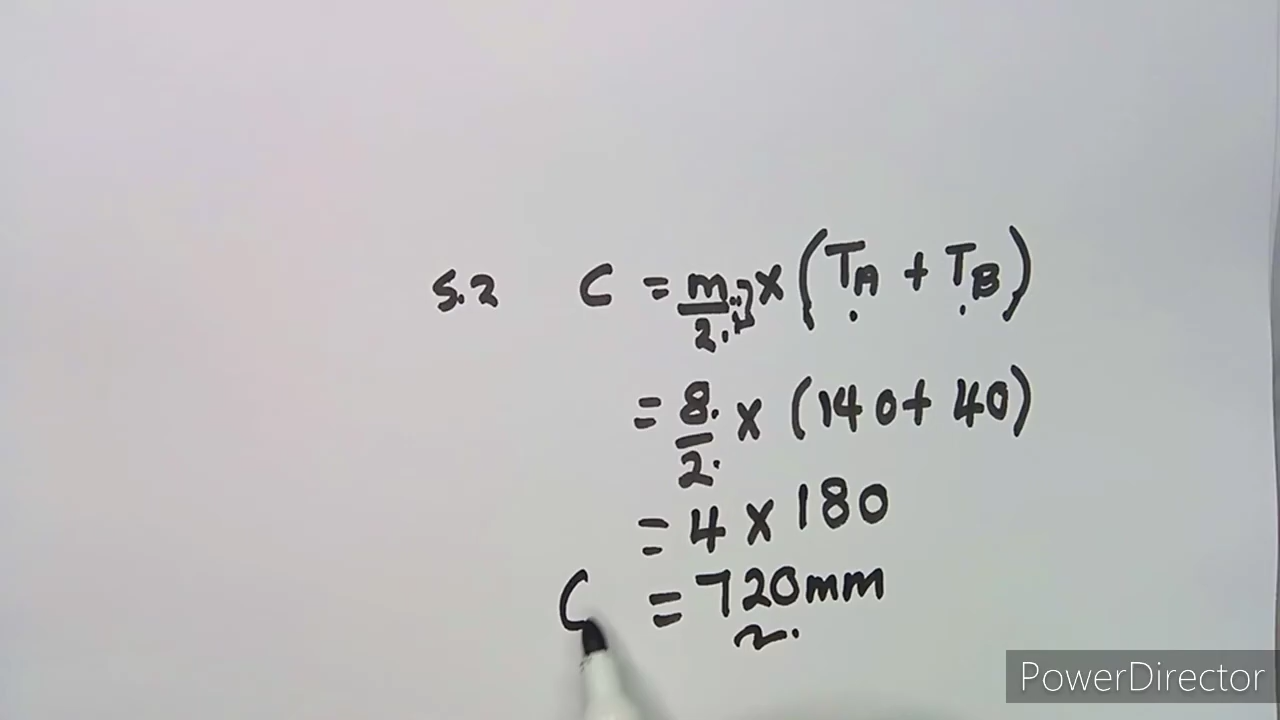 5.2 C = m/2 x (TA + TB)
= 8/2 x (140 + 40)
= 4 x 180
C = 720mm
PowerDirector